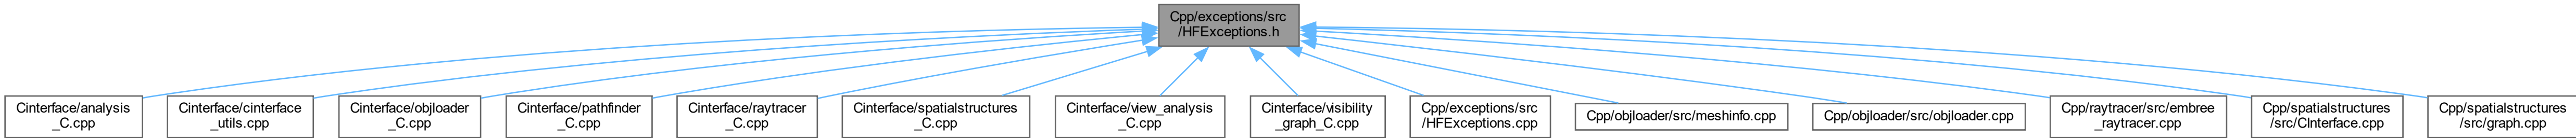 Cpp/exceptions/src
/HFExceptions.h
Cinterface/analysis
_C.cpp
Cinterface/cinterface
_utils.cpp
Cinterface/objloader
_C.cpp
Cinterface/pathfinder
_C.cpp
Cinterface/raytracer
_C.cpp
Cinterface/spatialstructures
_C.cpp
Cinterface/view_analysis
_C.cpp
Cinterface/visibility
_graph_C.cpp
Cpp/exceptions/src
/HFExceptions.cpp
Cpp/objloader/src/meshinfo.cpp
Cpp/objloader/src/objloader.cpp
Cpp/raytracer/src/embree
_raytracer.cpp
Cpp/spatialstructures
/src/CInterface.cpp
Cpp/spatialstructures
/src/graph.cpp